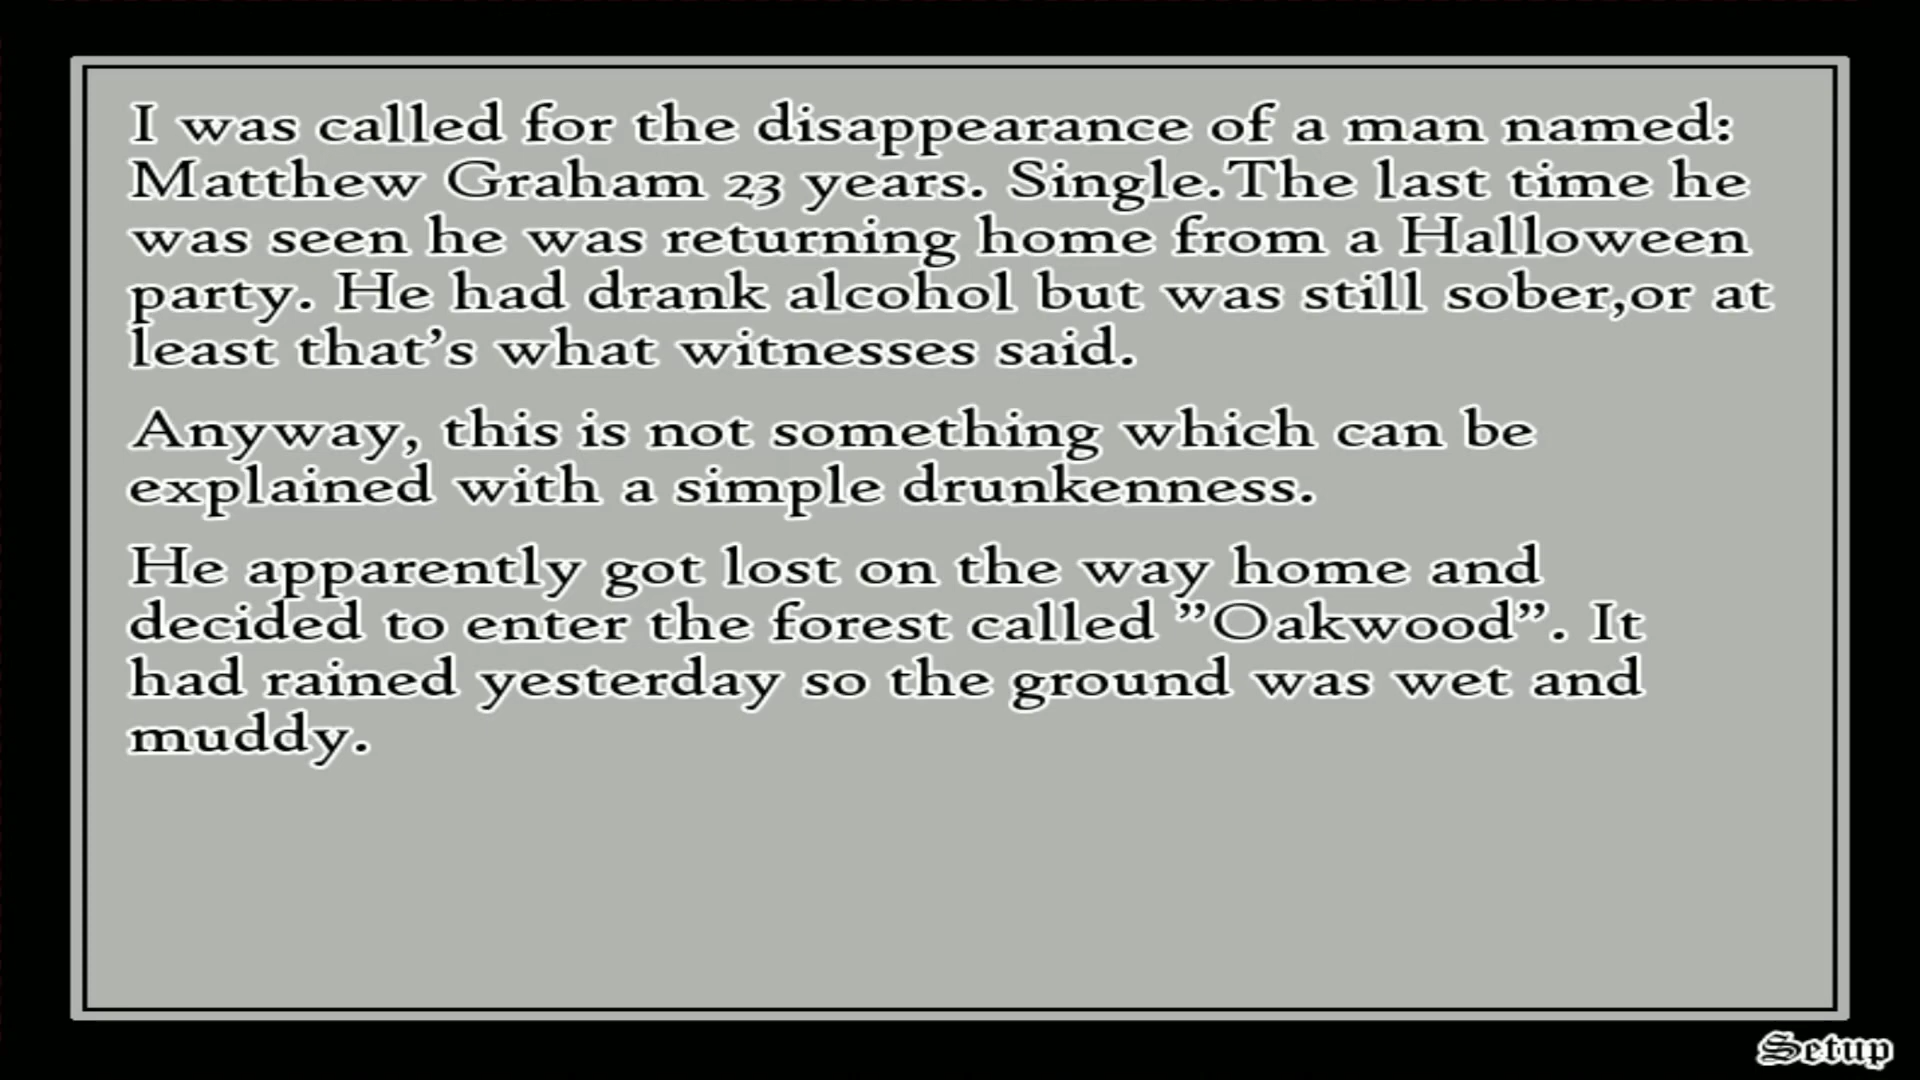 I was called for the disappearance of a man named:
Matthew Graham 23 years. Single.The last time he
was seen he was returning home from a Halloween
party. He had drank alcohol but was still sober,or at
least that’s what witnesses said.
Anyway, this is not something which can be
explained with a simple drunkenness.
He apparently got lost on the way home and
decided to enter the forest called ”Oakwood”. It
had rained yesterday so the ground was wet and
muddy.
Setup